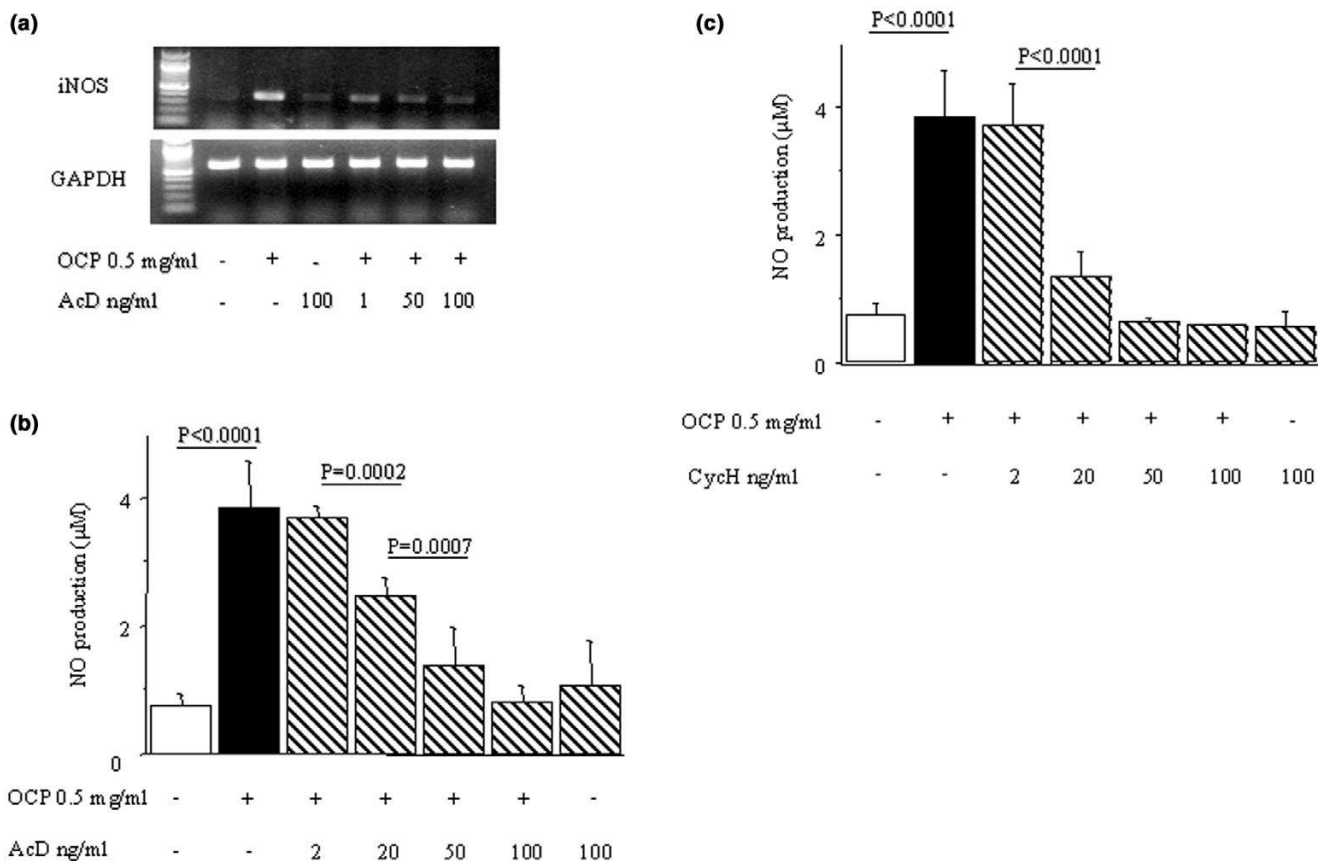 (a)
iNOS
GAPDH
OCP 0.5 mg/ml - + - + + +
AcD ng/ml - - 100 1 50 100
(b)
P<0.0001
P=0.0002
P=0.0007
NO production (µM)
4
2
0
OCP 0.5 mg/ml - + + + + + -
AcD ng/ml - - 2 20 50 100 100
(c)
P<0.0001
P<0.0001
NO production (µM)
4
2
0
OCP 0.5 mg/ml - + + + + + -
CycH ng/ml - - 2 20 50 100 100